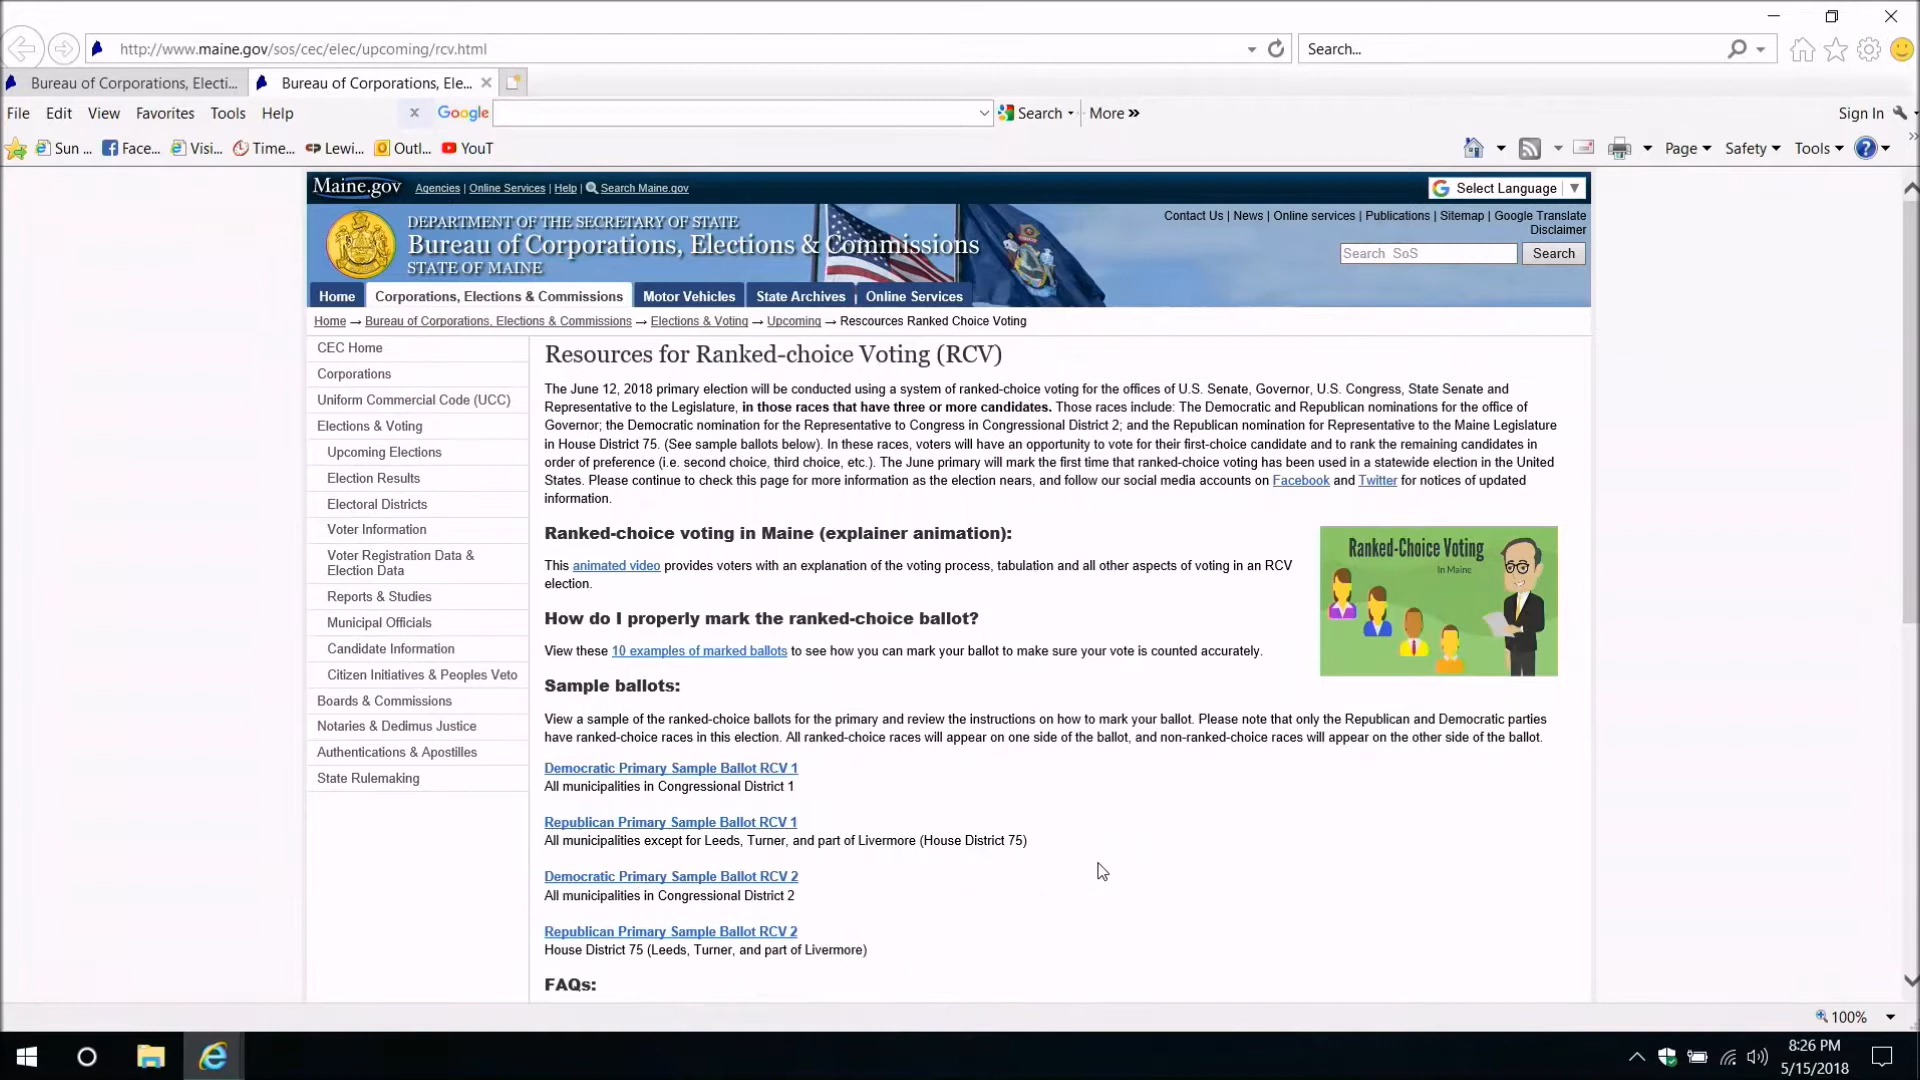 http://www.maine.gov/sos/cec/elec/upcoming/rcv.html
Search...
Bureau of Corporations, Electi...
Bureau of Corporations, Ele...
File Edit View Favorites Tools Help
x Google
Search
More »
Sign In
Sun ...
Face...
Visi...
Time...
Lewi...
Outl...
YouT
Page
Safety
Tools
Maine.gov
Agencies | Online Services | Help | Search Maine.gov
Select Language
DEPARTMENT OF THE SECRETARY OF STATE
Bureau of Corporations, Elections & Commissions
STATE OF MAINE
Contact Us | News | Online services | Publications | Sitemap | Google Translate
Disclaimer
Search SoS
Search
Home
Corporations, Elections & Commissions
Motor Vehicles
State Archives
Online Services
Home → Bureau of Corporations, Elections & Commissions → Elections & Voting → Upcoming → Rescources Ranked Choice Voting
CEC Home
Corporations
Uniform Commercial Code (UCC)
Elections & Voting
Upcoming Elections
Election Results
Electoral Districts
Voter Information
Voter Registration Data &
Election Data
Reports & Studies
Municipal Officials
Candidate Information
Citizen Initiatives & Peoples Veto
Boards & Commissions
Notaries & Dedimus Justice
Authentications & Apostilles
State Rulemaking
Resources for Ranked-choice Voting (RCV)
The June 12, 2018 primary election will be conducted using a system of ranked-choice voting for the offices of U.S. Senate, Governor, U.S. Congress, State Senate and
Representative to the Legislature, in those races that have three or more candidates. Those races include: The Democratic and Republican nominations for the office of
Governor; the Democratic nomination for the Representative to Congress in Congressional District 2; and the Republican nomination for Representative to the Maine Legislature
in House District 75. (See sample ballots below). In these races, voters will have an opportunity to vote for their first-choice candidate and to rank the remaining candidates in
order of preference (i.e. second choice, third choice, etc.). The June primary will mark the first time that ranked-choice voting has been used in a statewide election in the United
States. Please continue to check this page for more information as the election nears, and follow our social media accounts on Facebook and Twitter for notices of updated
information.
Ranked-choice voting in Maine (explainer animation):
This animated video provides voters with an explanation of the voting process, tabulation and all other aspects of voting in an RCV
election.
Ranked-Choice Voting
In Maine
How do I properly mark the ranked-choice ballot?
View these 10 examples of marked ballots to see how you can mark your ballot to make sure your vote is counted accurately.
Sample ballots:
View a sample of the ranked-choice ballots for the primary and review the instructions on how to mark your ballot. Please note that only the Republican and Democratic parties
have ranked-choice races in this election. All ranked-choice races will appear on one side of the ballot, and non-ranked-choice races will appear on the other side of the ballot.
Democratic Primary Sample Ballot RCV 1
All municipalities in Congressional District 1
Republican Primary Sample Ballot RCV 1
All municipalities except for Leeds, Turner, and part of Livermore (House District 75)
Democratic Primary Sample Ballot RCV 2
All municipalities in Congressional District 2
Republican Primary Sample Ballot RCV 2
House District 75 (Leeds, Turner, and part of Livermore)
FAQs:
100%
8:26 PM
5/15/2018